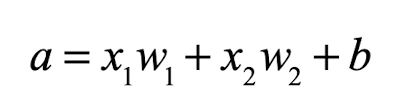 a = x₁w₁ + x₂w₂ + b